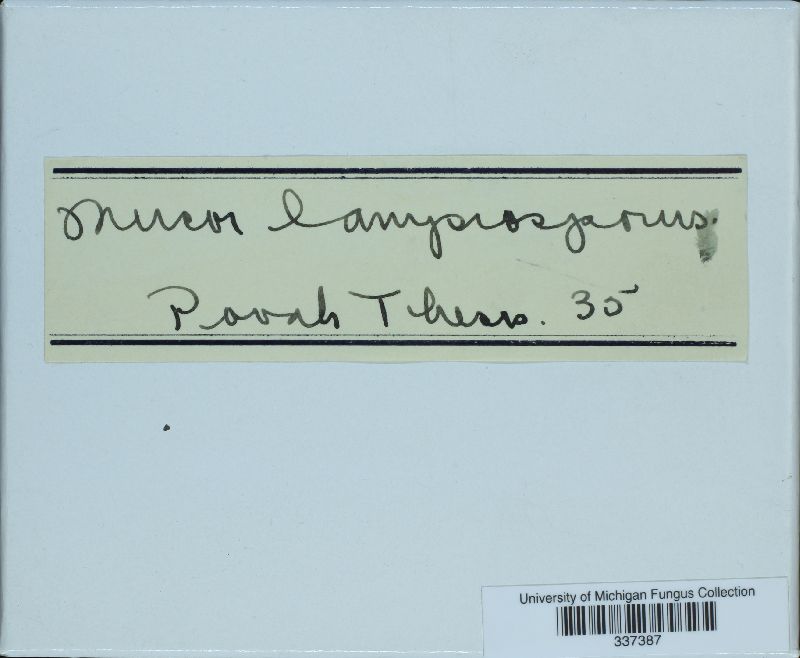 Mucor lamprosporus.
Povah Thesis. 35
University of Michigan Fungus Collection
337387